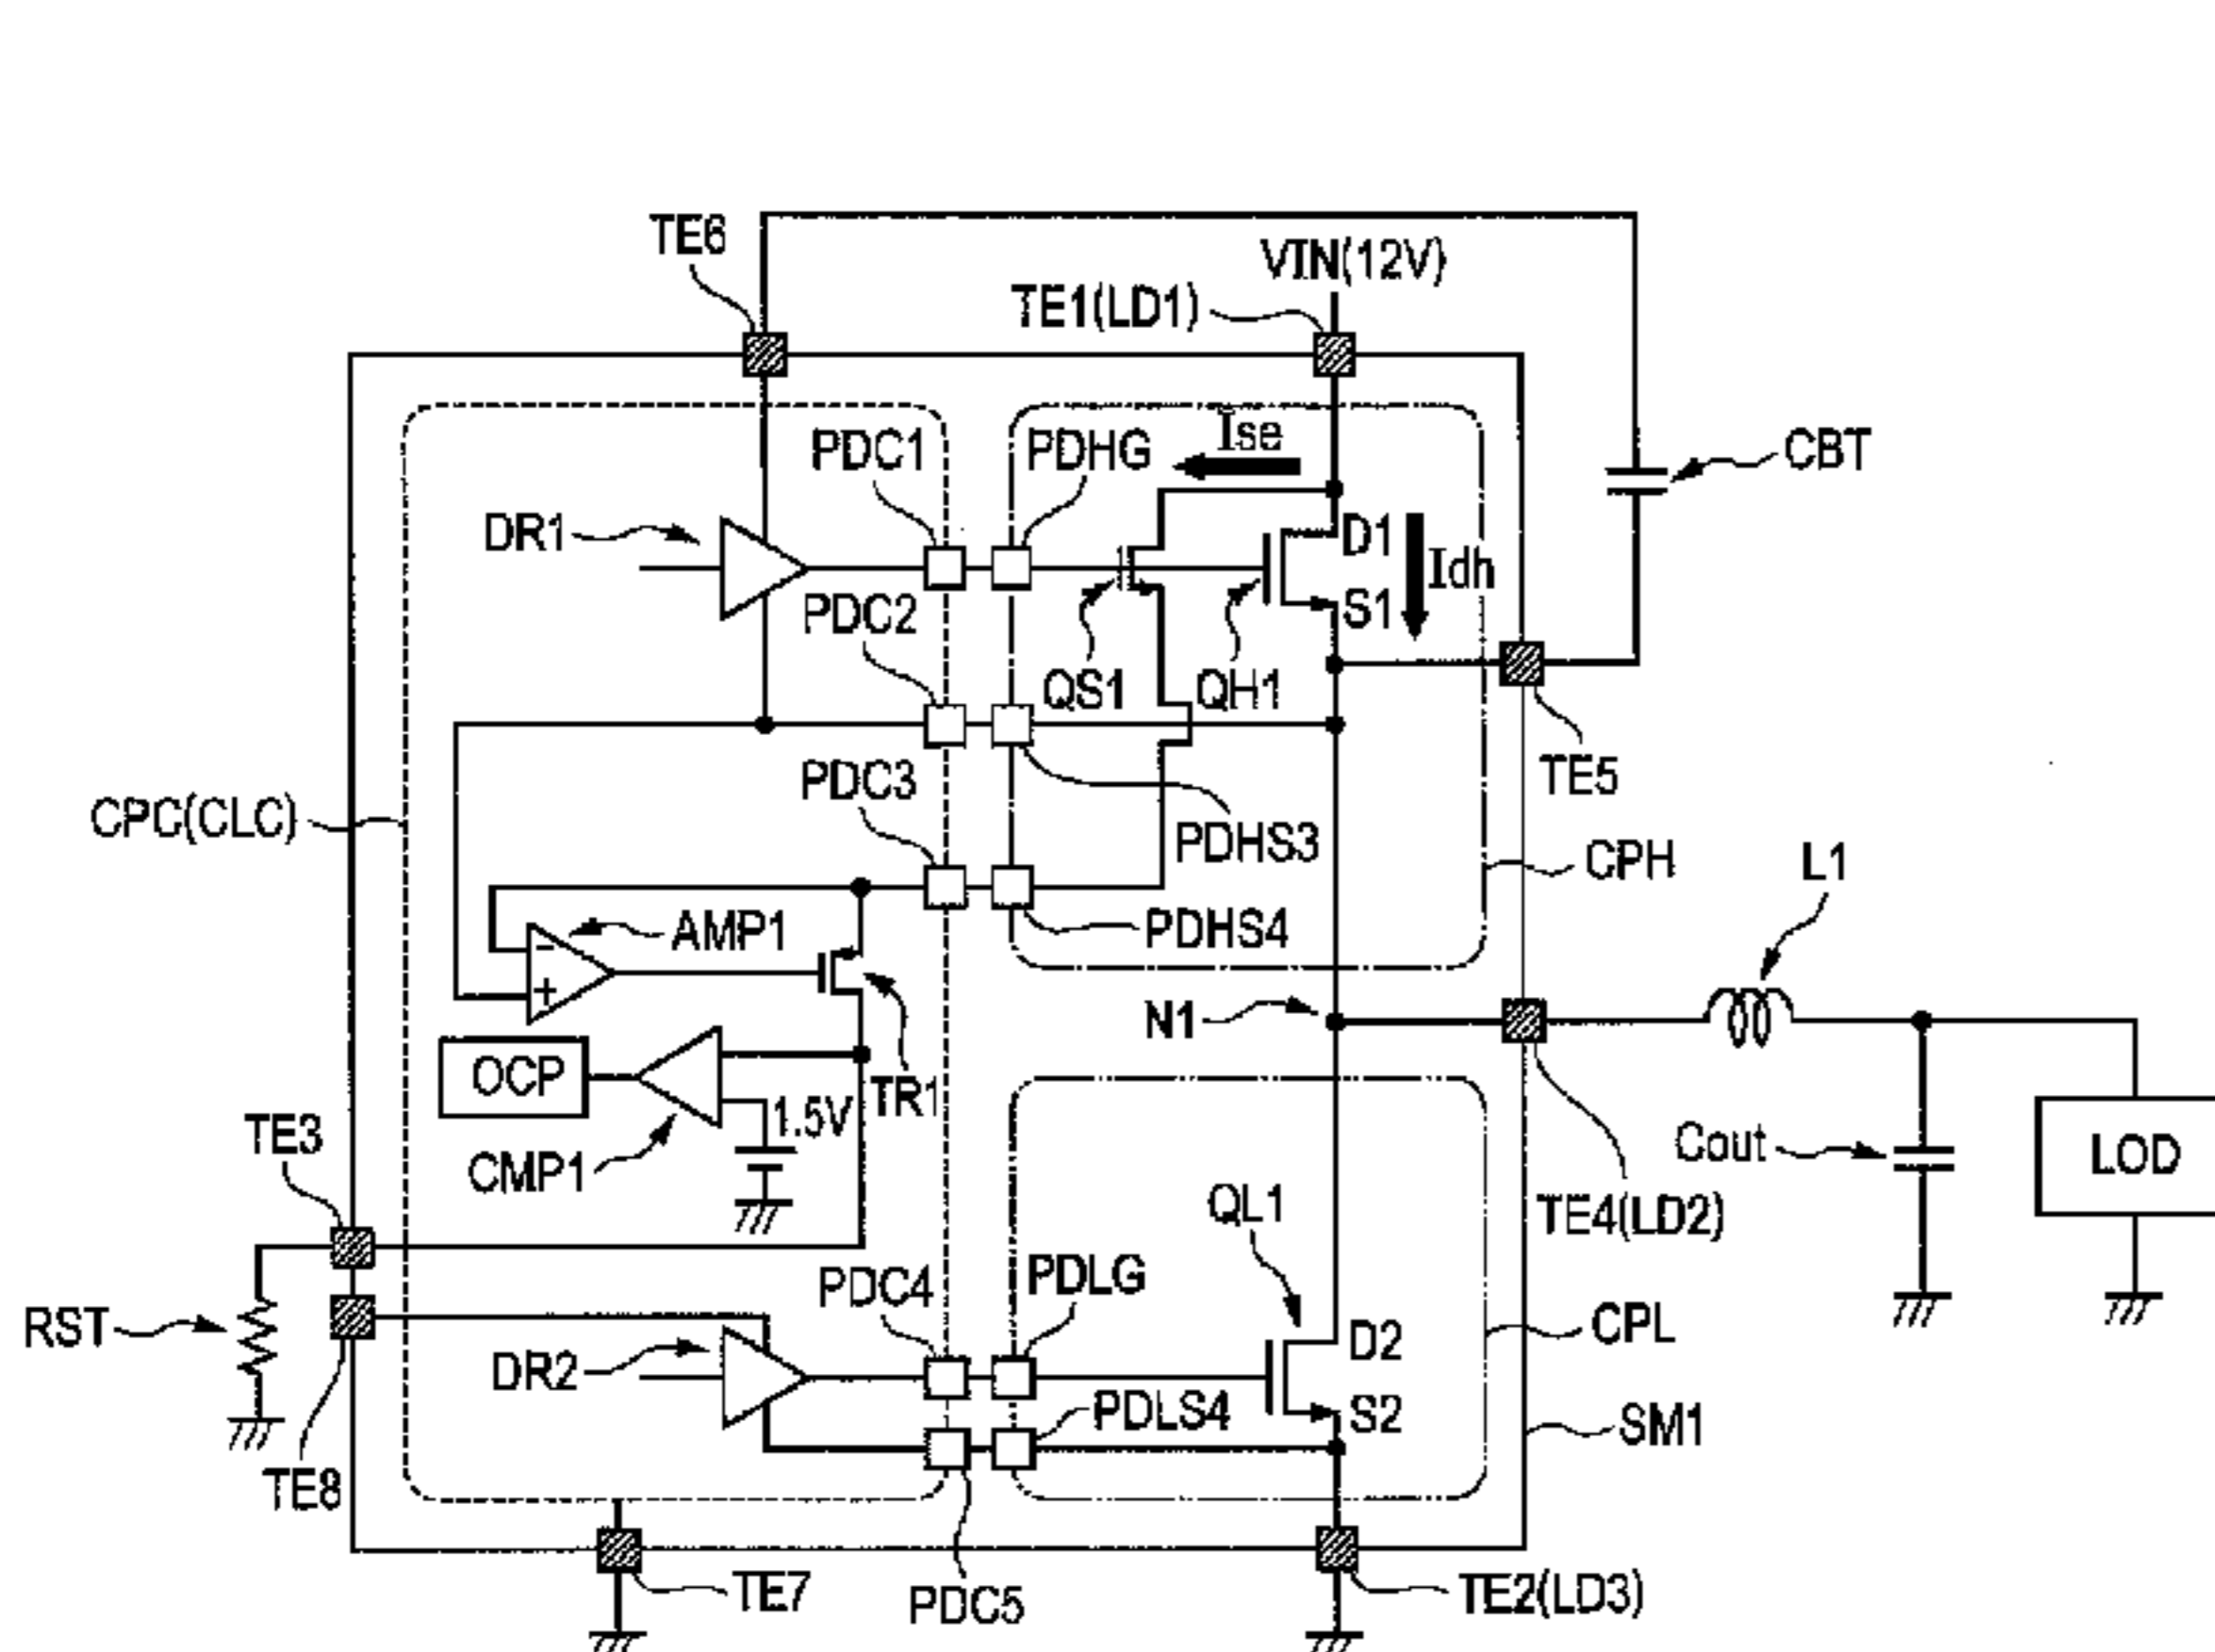 TE6
VIN(12V)
TE1(LD1)
Ise
PDC1
PDHG
CBT
DR1
D1
Idh
PDC2
S1
QS1
QH1
PDC3
TE5
CPC(CLC)
PDHS3
CPH
L1
AMP1
PDHS4
-
+
N1
OCP
TR1
1.5V
TE3
CMP1
Cout
LOD
QL1
TE4(LD2)
PDC4
PDLG
RST
CPL
DR2
D2
PDLS4
S2
SM1
TE8
TE7
PDC5
TE2(LD3)